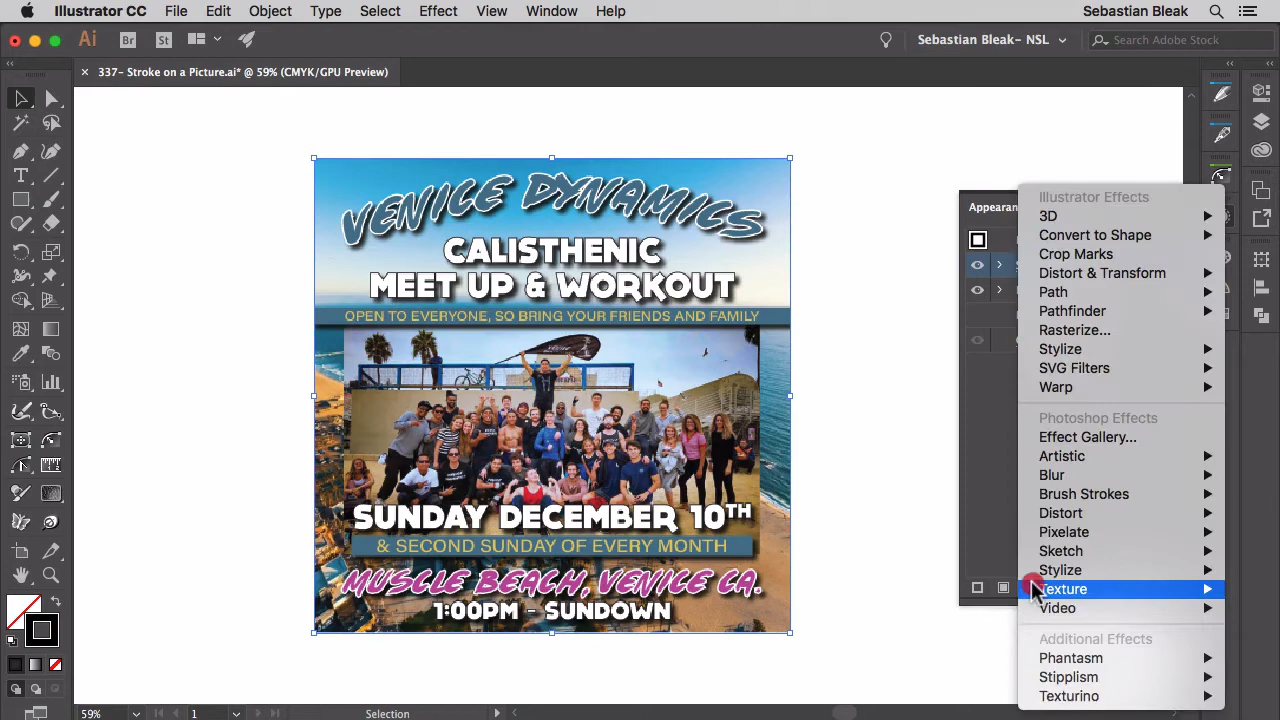 Illustrator CC File Edit Object Type Select Effect View Window Help Sebastian Bleak
Ai Br St Sebastian Bleak- NSL Search Adobe Stock
× 337- Stroke on a Picture.ai* @ 59% (CMYK/GPU Preview)
VENICE DYNAMICS
CALISTHENIC
MEET UP & WORKOUT
OPEN TO EVERYONE, SO BRING YOUR FRIENDS AND FAMILY
SUNDAY DECEMBER 10TH
& SECOND SUNDAY OF EVERY MONTH
MUSCLE BEACH, VENICE CA.
1:00PM - SUNDOWN
Appearan
Illustrator Effects
3D
Convert to Shape
Crop Marks
Distort & Transform
Path
Pathfinder
Rasterize...
Stylize
SVG Filters
Warp
Photoshop Effects
Effect Gallery...
Artistic
Blur
Brush Strokes
Distort
Pixelate
Sketch
Stylize
Texture
Video
Additional Effects
Phantasm
Stipplism
Texturino
59% 1 Selection